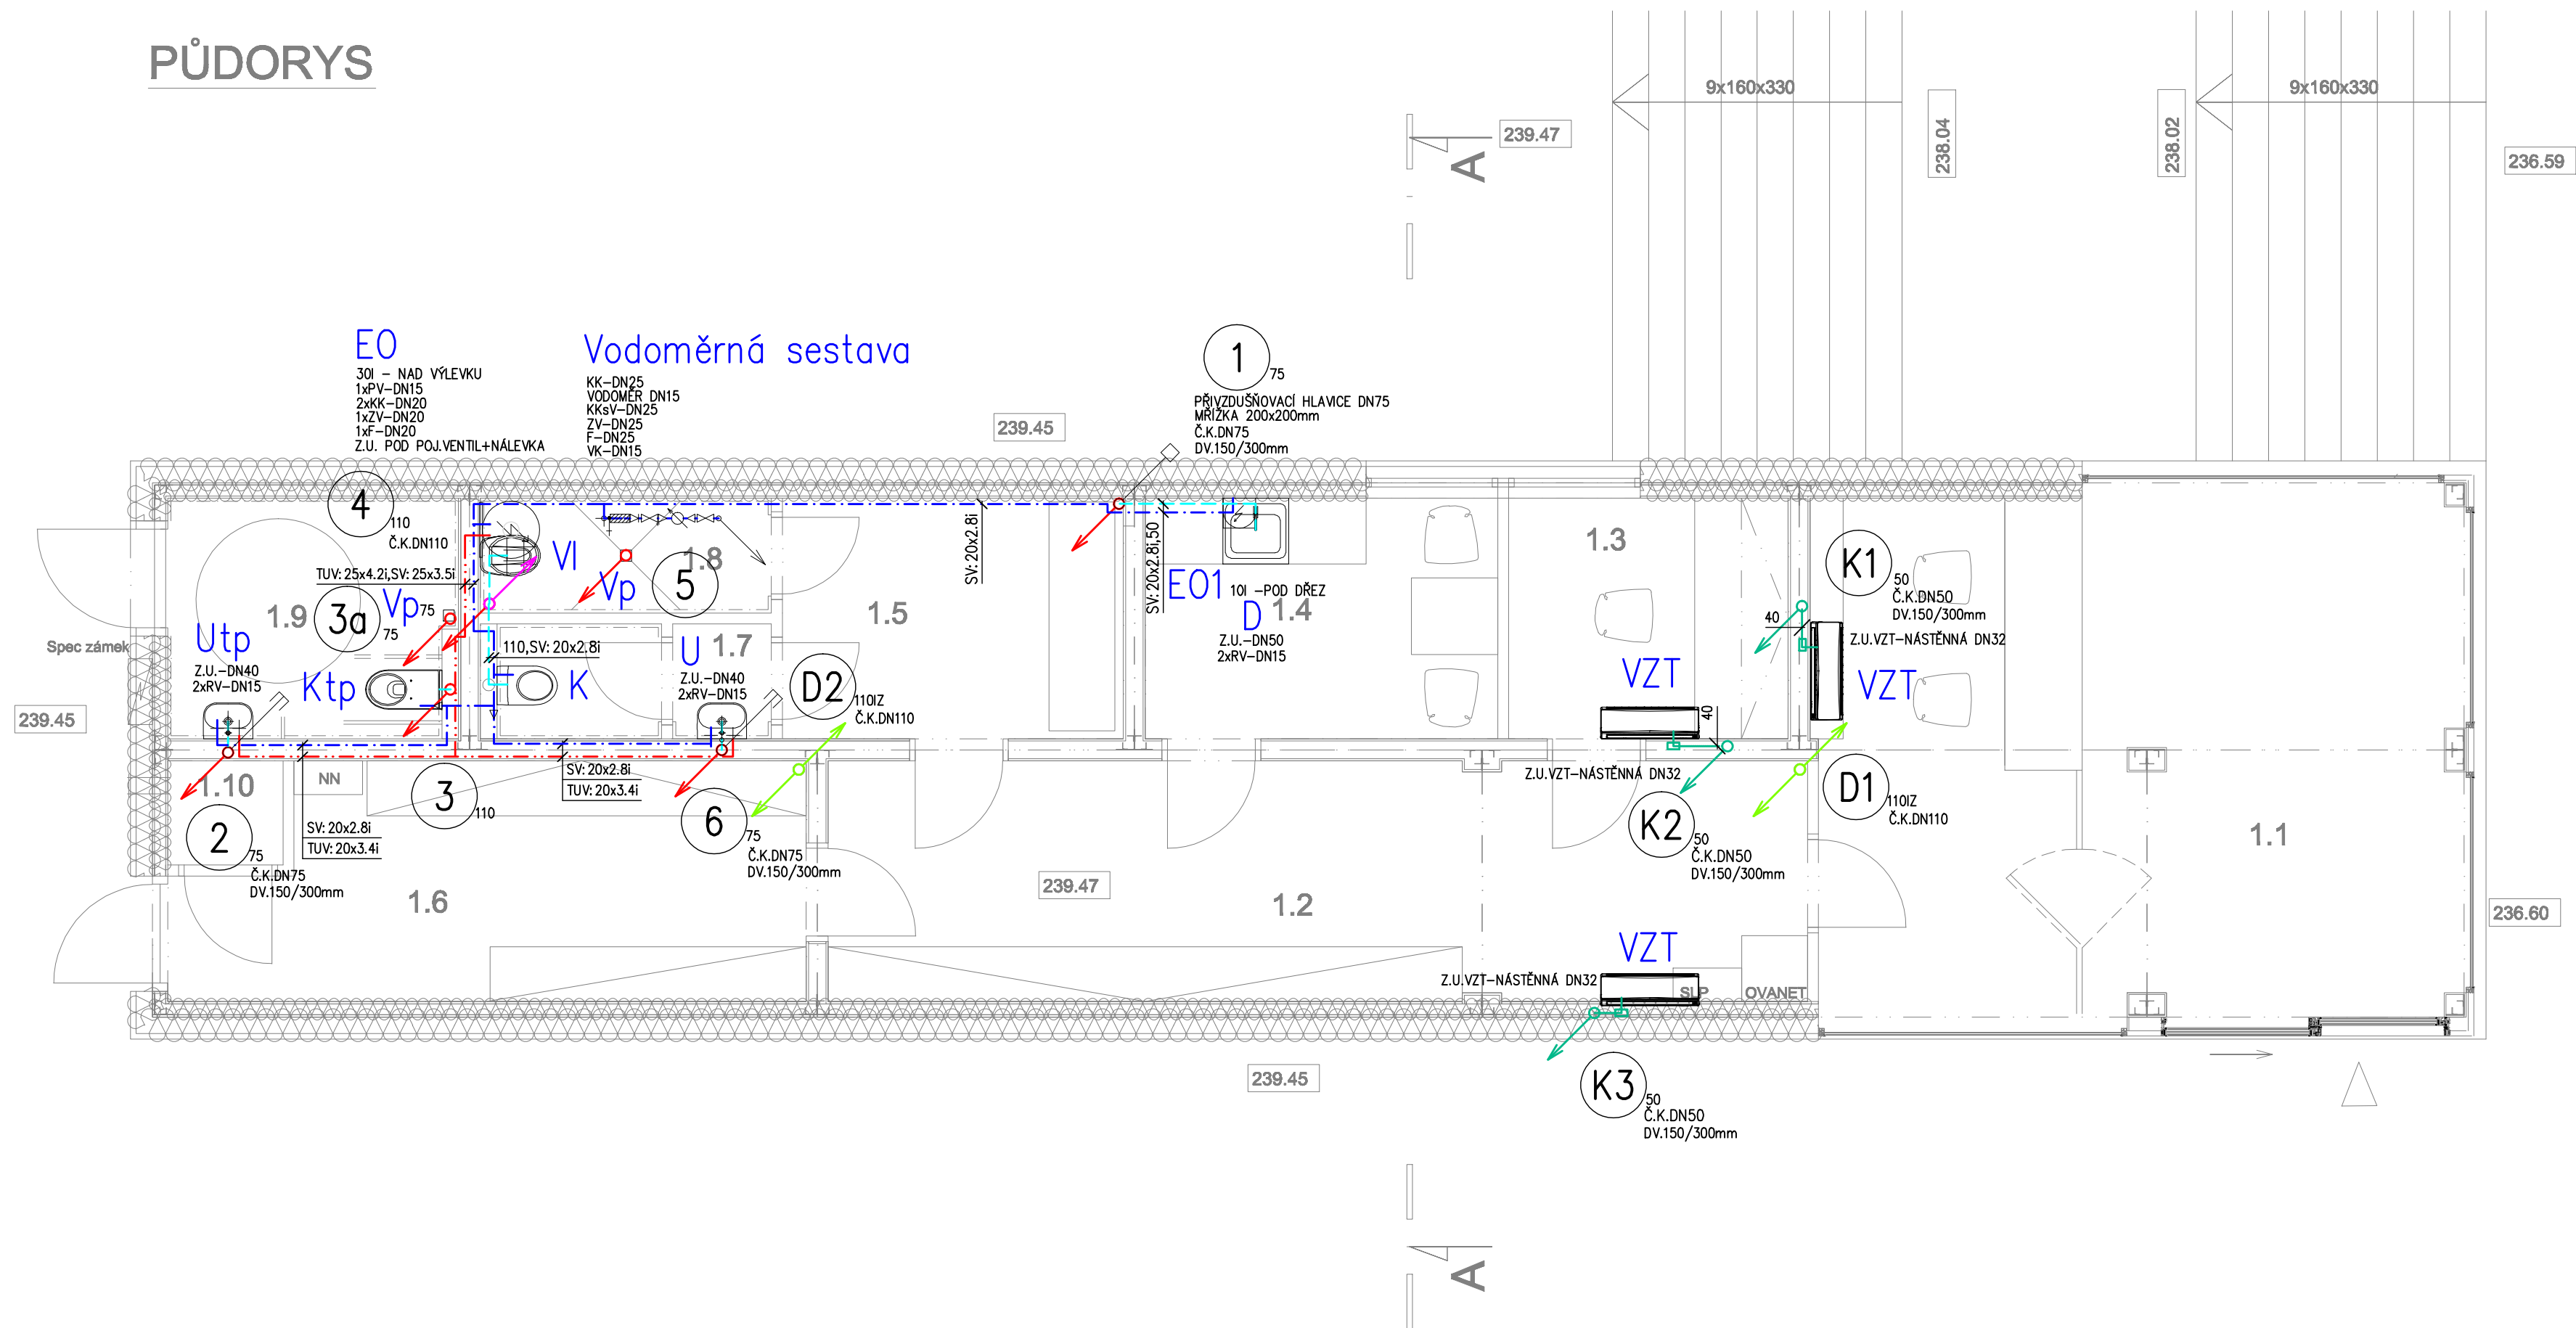 PŮDORYS
9x160x330
9x160x330
239.47
A
238.04
238.02
236.59
EO
30l – NAD VÝLEVKU
1xPV–DN15
2xKK–DN20
1xZV–DN20
1xF–DN20
Z.U. POD POJ.VENTIL+NÁLEVKA
Vodoměrná sestava
KK–DN25
VODOMĚR DN15
KKsV–DN25
ZV–DN25
F–DN25
VK–DN15
1
75
PŘIVZDUŠŇOVACÍ HLAVICE DN75
MŘÍŽKA 200x200mm
Č.K.DN75
DV.150/300mm
239.45
4
110
Č.K.DN110
TUV: 25x4.2i,SV: 25x3.5i
Vl
Vp
1.8
5
SV: 20x2.8i
SV: 20x2.8i,50
EO1
10l –POD DŘEZ
D
1.4
Z.U.–DN50
2xRV–DN15
1.3
K1
50
Č.K.DN50
DV.150/300mm
40
Z.U.VZT–NÁSTĚNNÁ DN32
VZT
1.9
3a
75
Vp
75
1.5
Spec zámek
Utp
Z.U.–DN40
2xRV–DN15
Ktp
110,SV: 20x2.8i
K
U
1.7
Z.U.–DN40
2xRV–DN15
D2
110IZ
Č.K.DN110
VZT
40
239.45
1.10
NN
3
110
SV: 20x2.8i
TUV: 20x3.4i
Z.U.VZT–NÁSTĚNNÁ DN32
D1
110IZ
Č.K.DN110
2
75
Č.K.DN75
DV.150/300mm
SV: 20x2.8i
TUV: 20x3.4i
6
75
Č.K.DN75
DV.150/300mm
K2
50
Č.K.DN50
DV.150/300mm
1.1
1.6
239.47
1.2
236.60
VZT
Z.U.VZT–NÁSTĚNNÁ DN32
SLP
OVANET
239.45
K3
50
Č.K.DN50
DV.150/300mm
A